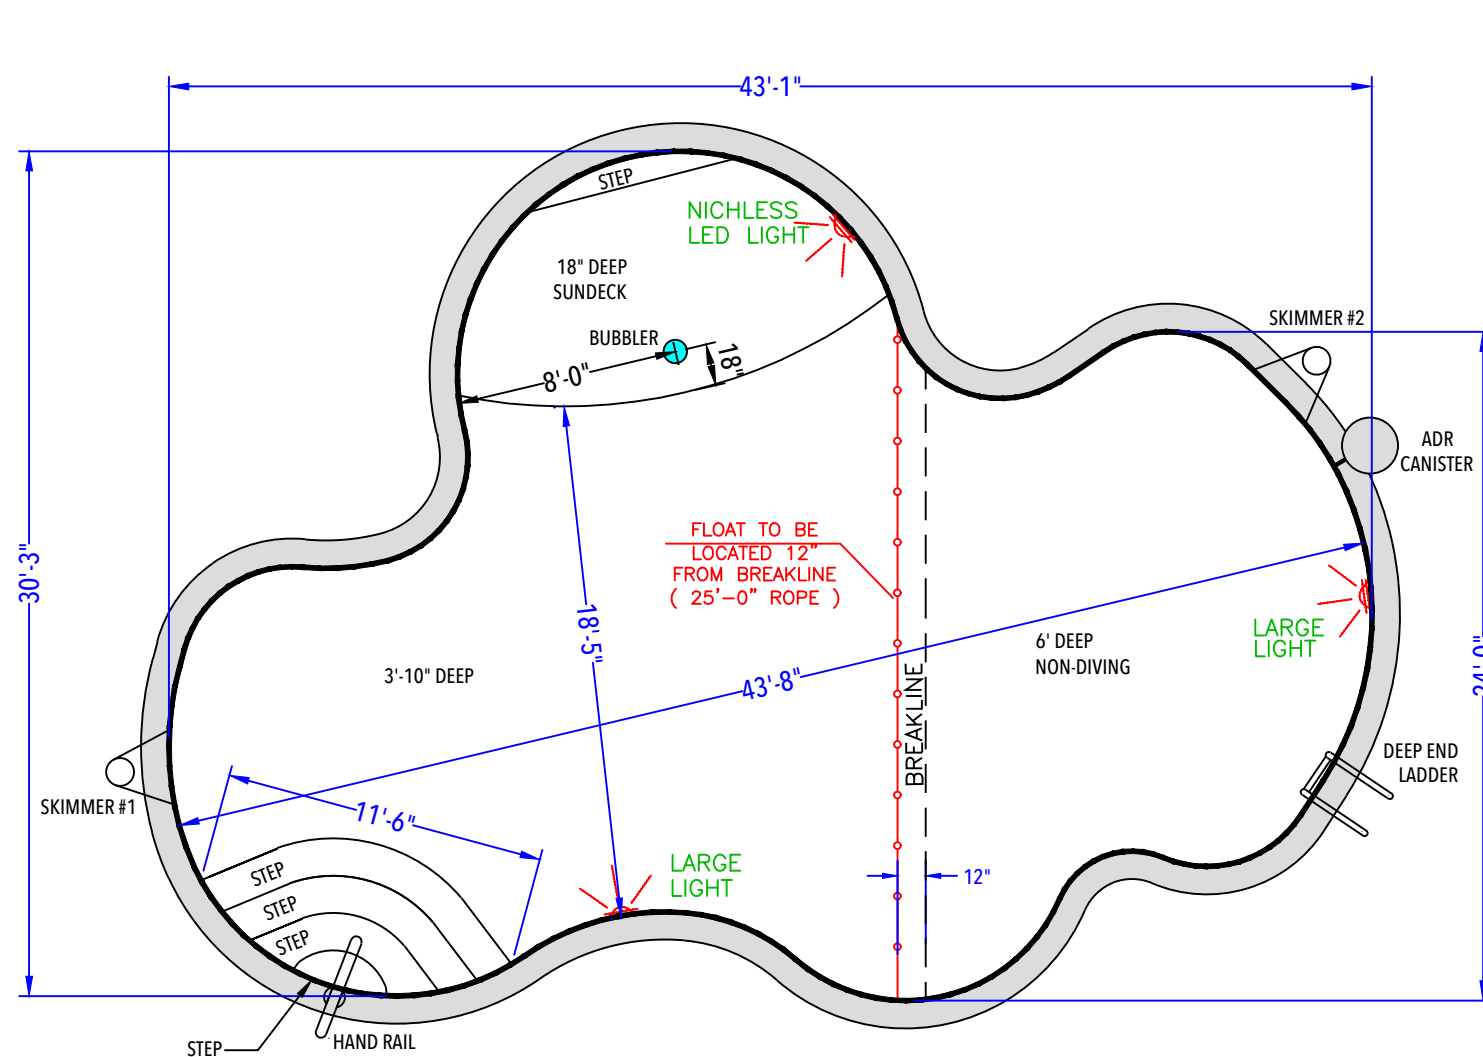 43'-1"
STEP
NICHLESS
LED LIGHT
18" DEEP
SUNDECK
BUBBLER
18"
8'-0"
SKIMMER #2
ADR
CANISTER
30'-3"
FLOAT TO BE
LOCATED 12"
FROM BREAKLINE
( 25'-0" ROPE )
18'-5"
6' DEEP
NON-DIVING
LARGE
LIGHT
24'-0"
3'-10" DEEP
43'-8"
BREAKLINE
DEEP END
LADDER
SKIMMER #1
11'-6"
LARGE
LIGHT
12"
STEP
STEP
STEP
HAND RAIL
STEP